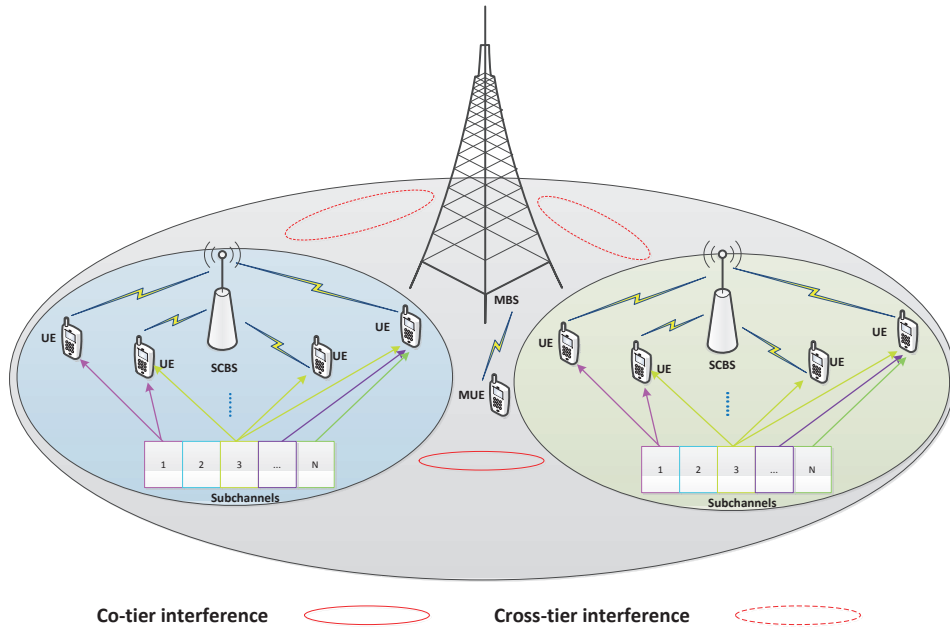 MBS
UE
UE
UE
UE
SCBS
MUE
1 2 3 ... N
Subchannels
UE
UE
UE
UE
SCBS
1 2 3 ... N
Subchannels
Co-tier interference
Cross-tier interference